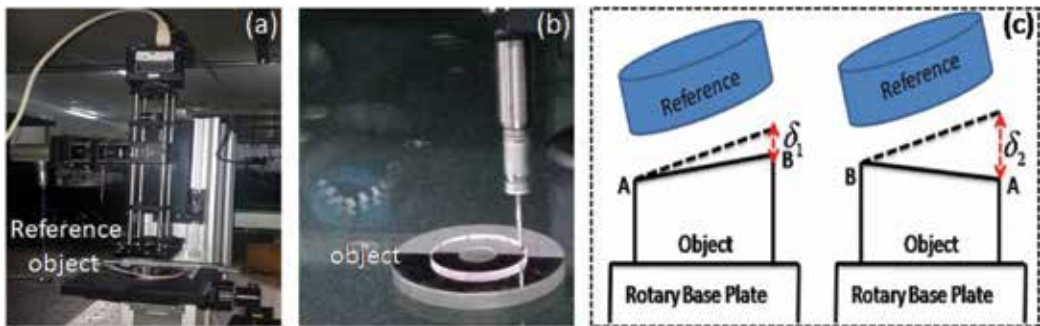 (a)
Reference
object
(b)
object
(c)
Reference
Reference
δ1
δ2
A
B
B
A
Object
Object
Rotary Base Plate
Rotary Base Plate